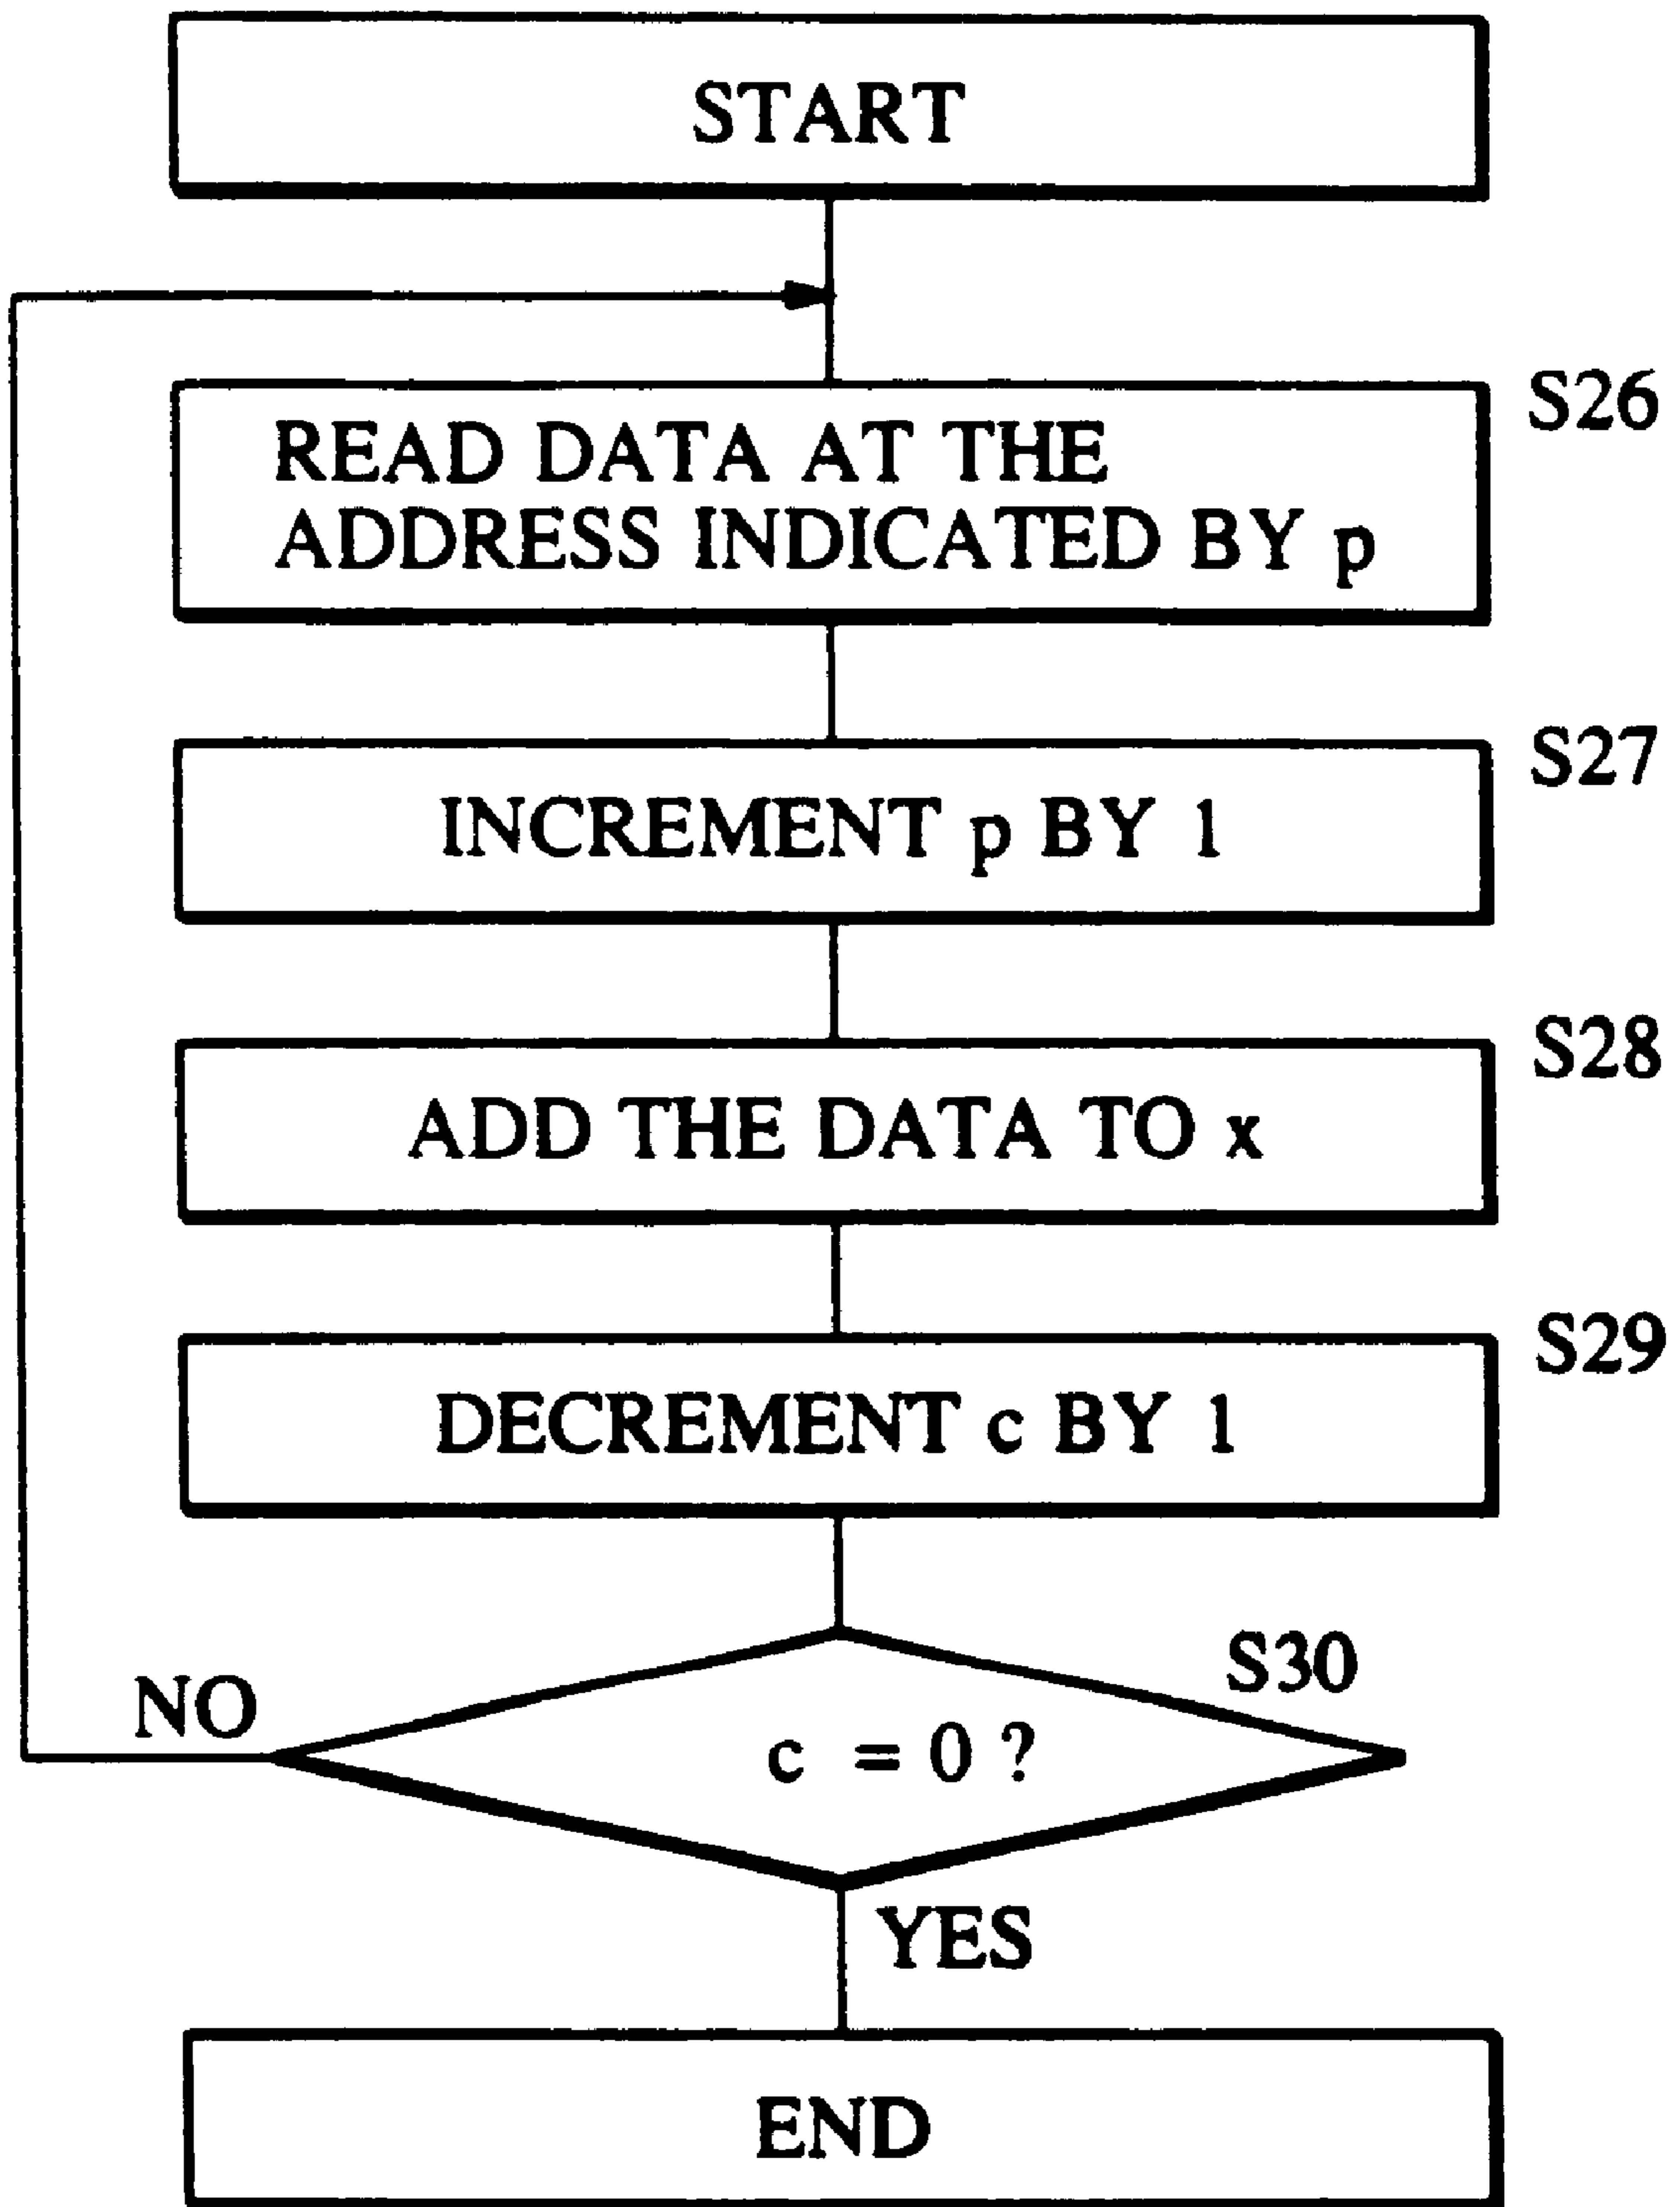 START
S26
READ DATA AT THE
ADDRESS INDICATED BY p
S27
INCREMENT p BY 1
S28
ADD THE DATA TO x
S29
DECREMENT c BY 1
S30
NO
c = 0 ?
YES
END